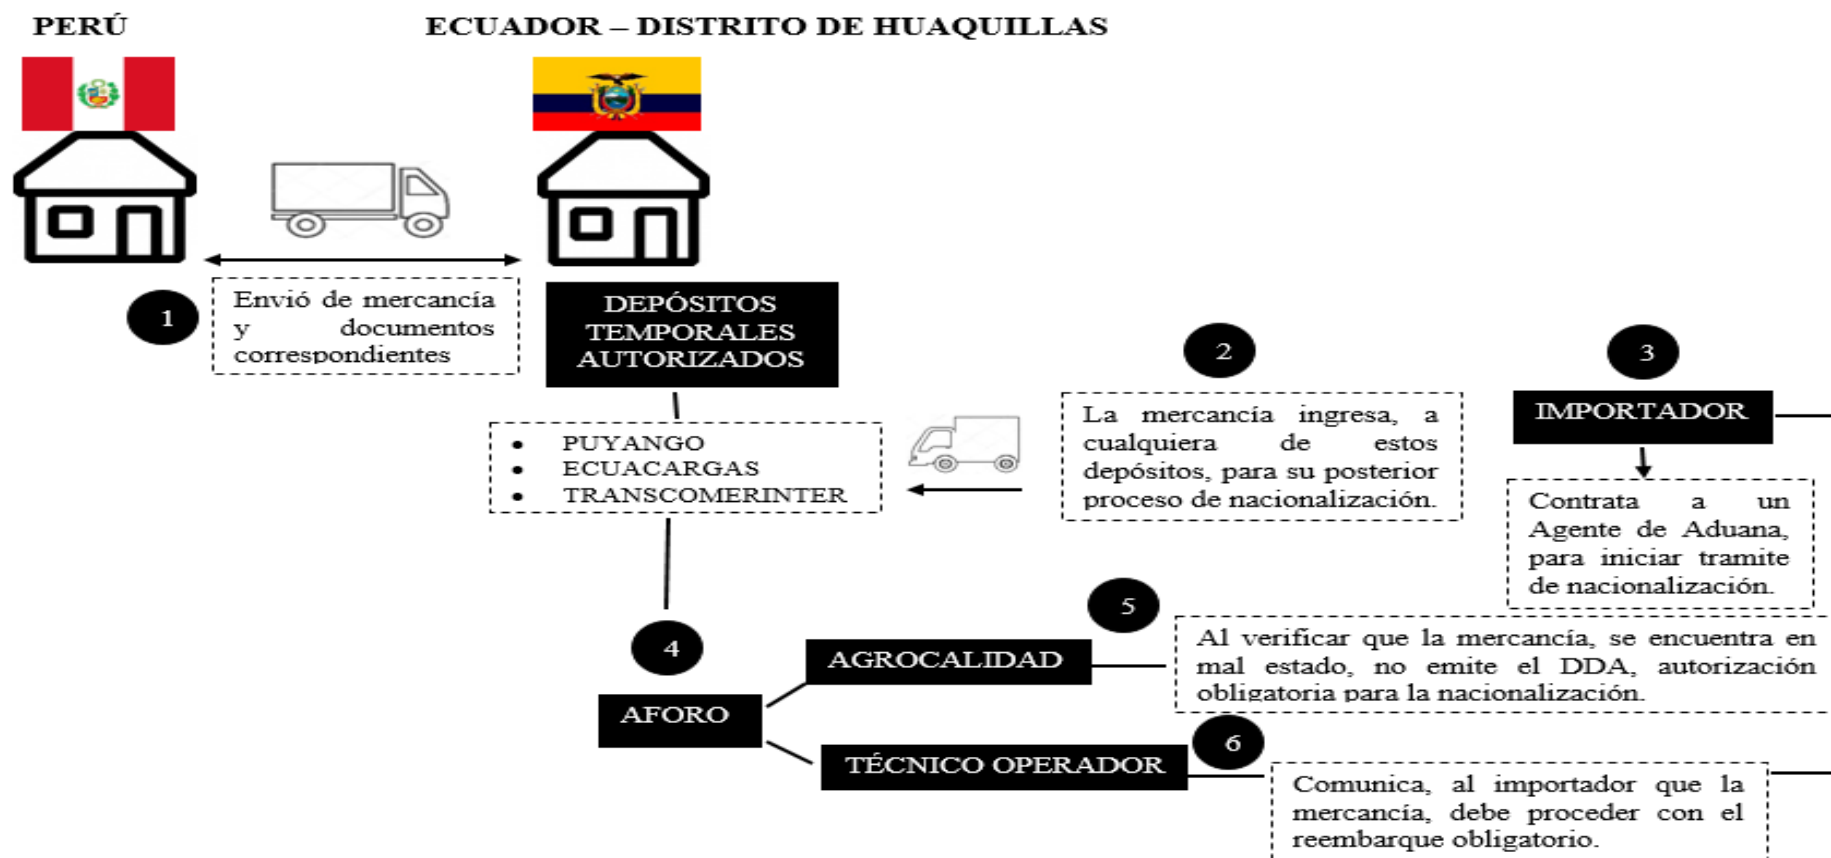 PERÚ
ECUADOR – DISTRITO DE HUAQUILLAS
1
Envió de mercancía
y documentos
correspondientes
DEPÓSITOS
TEMPORALES
AUTORIZADOS
• PUYANGO
• ECUACARGAS
• TRANSCOMERINTER
2
La mercancía ingresa, a
cualquiera de estos
depósitos, para su posterior
proceso de nacionalización.
3
IMPORTADOR
Contrata a un
Agente de Aduana,
para iniciar tramite
de nacionalización.
4
AFORO
5
AGROCALIDAD
Al verificar que la mercancía, se encuentra en
mal estado, no emite el DDA, autorización
obligatoria para la nacionalización.
6
TÉCNICO OPERADOR
Comunica, al importador que la
mercancía, debe proceder con el
reembarque obligatorio.